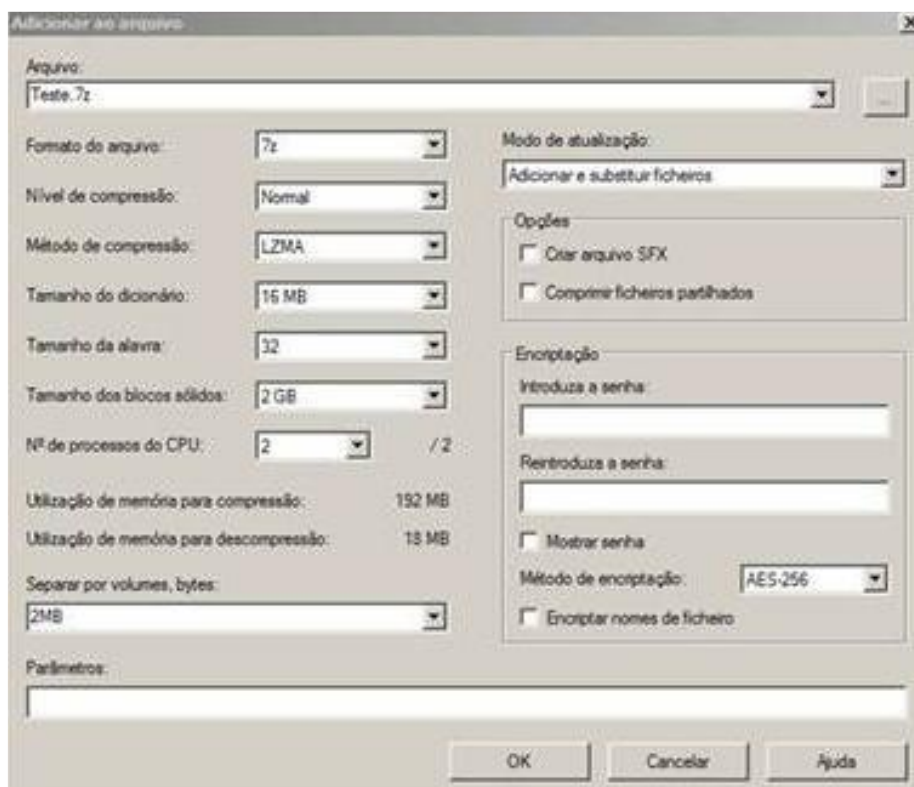 Adicionar ao arquivo
Arquivo:
Teste.7z
...
Formato do arquivo: 7z
Nível de compressão: Normal
Método de compressão: LZMA
Tamanho do dicionário: 16 MB
Tamanho da alavra: 32
Tamanho dos blocos sólidos: 2 GB
Nº de processos do CPU: 2 / 2
Utilização de memória para compressão: 192 MB
Utilização de memória para descompressão: 18 MB
Separar por volumes, bytes:
2MB
Modo de atualização:
Adicionar e substituir ficheiros
Opções
Criar arquivo SFX
Comprimir ficheiros partilhados
Encriptação
Introduza a senha:
Reintroduza a senha:
Mostrar senha
Método de encriptação: AES-256
Encriptar nomes de ficheiro
Parâmetros:
OK Cancelar Ajuda